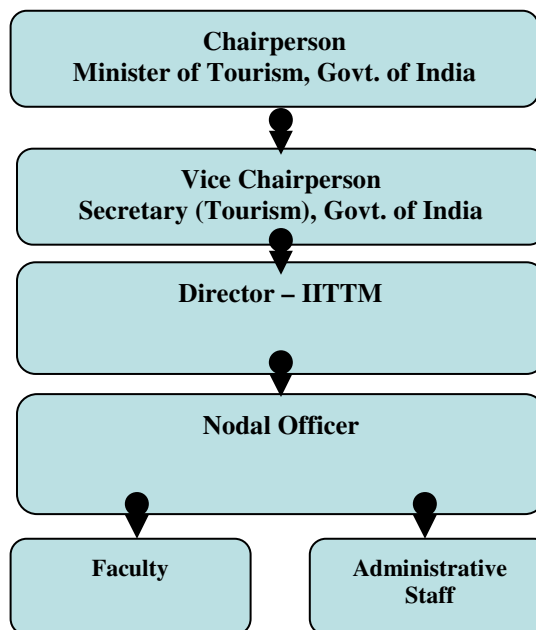 Chairperson
Minister of Tourism, Govt. of India
Vice Chairperson
Secretary (Tourism), Govt. of India
Director – IITTM
Nodal Officer
Faculty
Administrative
Staff